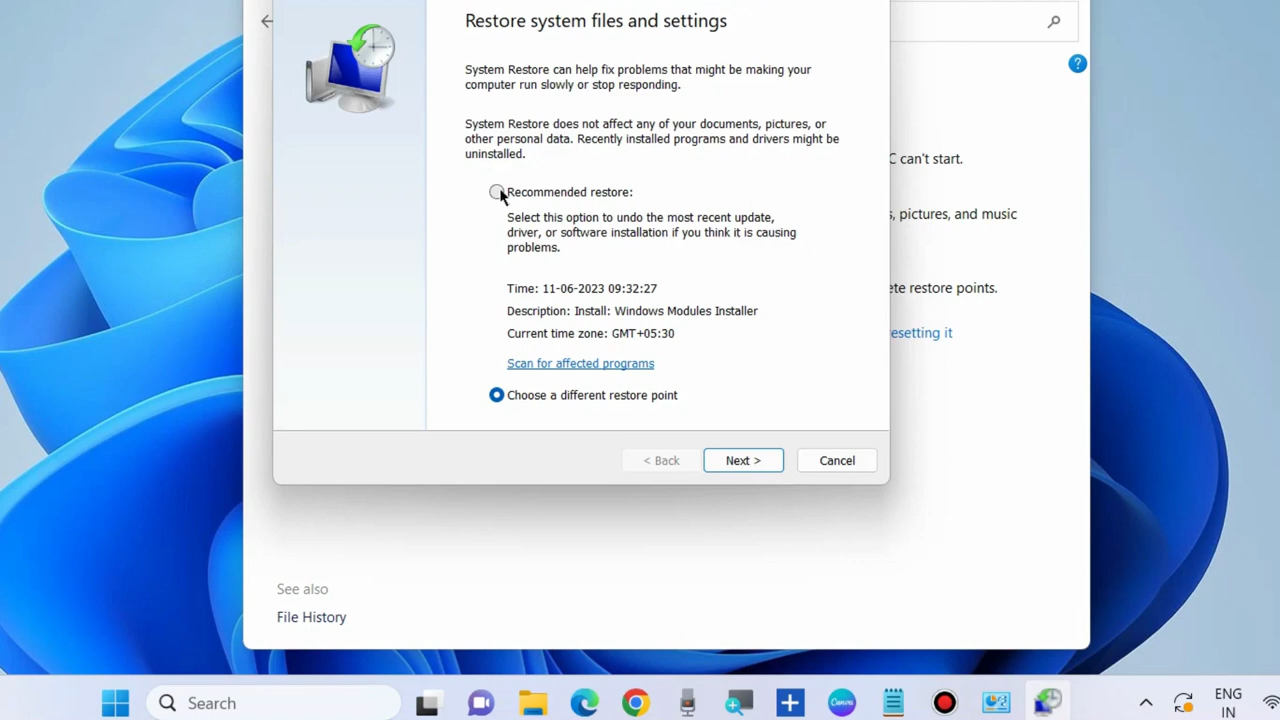 Restore system files and settings
System Restore can help fix problems that might be making your
computer run slowly or stop responding.
System Restore does not affect any of your documents, pictures, or
other personal data. Recently installed programs and drivers might be
uninstalled.
Recommended restore:
Select this option to undo the most recent update,
driver, or software installation if you think it is causing
problems.
Time: 11-06-2023 09:32:27
Description: Install: Windows Modules Installer
Current time zone: GMT+05:30
Scan for affected programs
Choose a different restore point
< Back
Next >
Cancel
?
C can't start.
s, pictures, and music
ete restore points.
esetting it
See also
File History
Search
Canva
ENG
IN